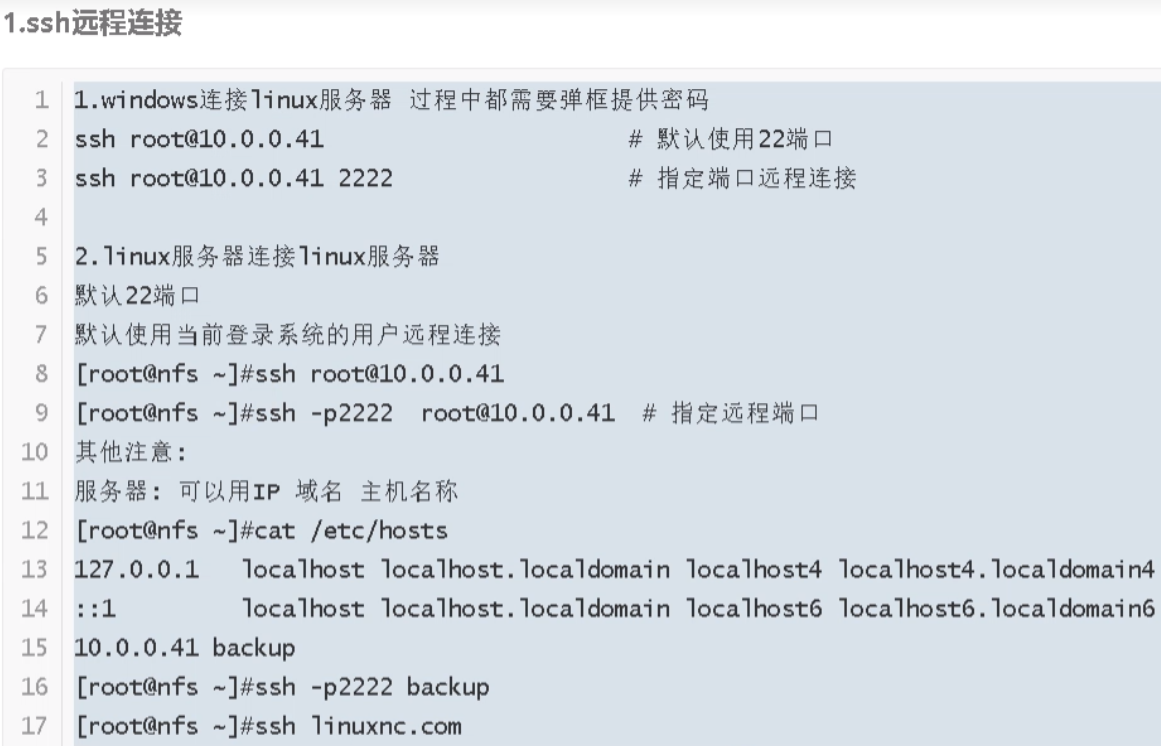 1.ssh远程连接
1 1.windows连接linux服务器 过程中都需要弹框提供密码
2 ssh root@10.0.0.41 # 默认使用22端口
3 ssh root@10.0.0.41 2222 # 指定端口远程连接
4
5 2.linux服务器连接linux服务器
6 默认22端口
7 默认使用当前登录系统的用户远程连接
8 [root@nfs ~]#ssh root@10.0.0.41
9 [root@nfs ~]#ssh -p2222  root@10.0.0.41 # 指定远程端口
10 其他注意:
11 服务器: 可以用IP 域名 主机名称
12 [root@nfs ~]#cat /etc/hosts
13 127.0.0.1   localhost localhost.localdomain localhost4 localhost4.localdomain4
14 ::1         localhost localhost.localdomain localhost6 localhost6.localdomain6
15 10.0.0.41 backup
16 [root@nfs ~]#ssh -p2222 backup
17 [root@nfs ~]#ssh linuxnc.com